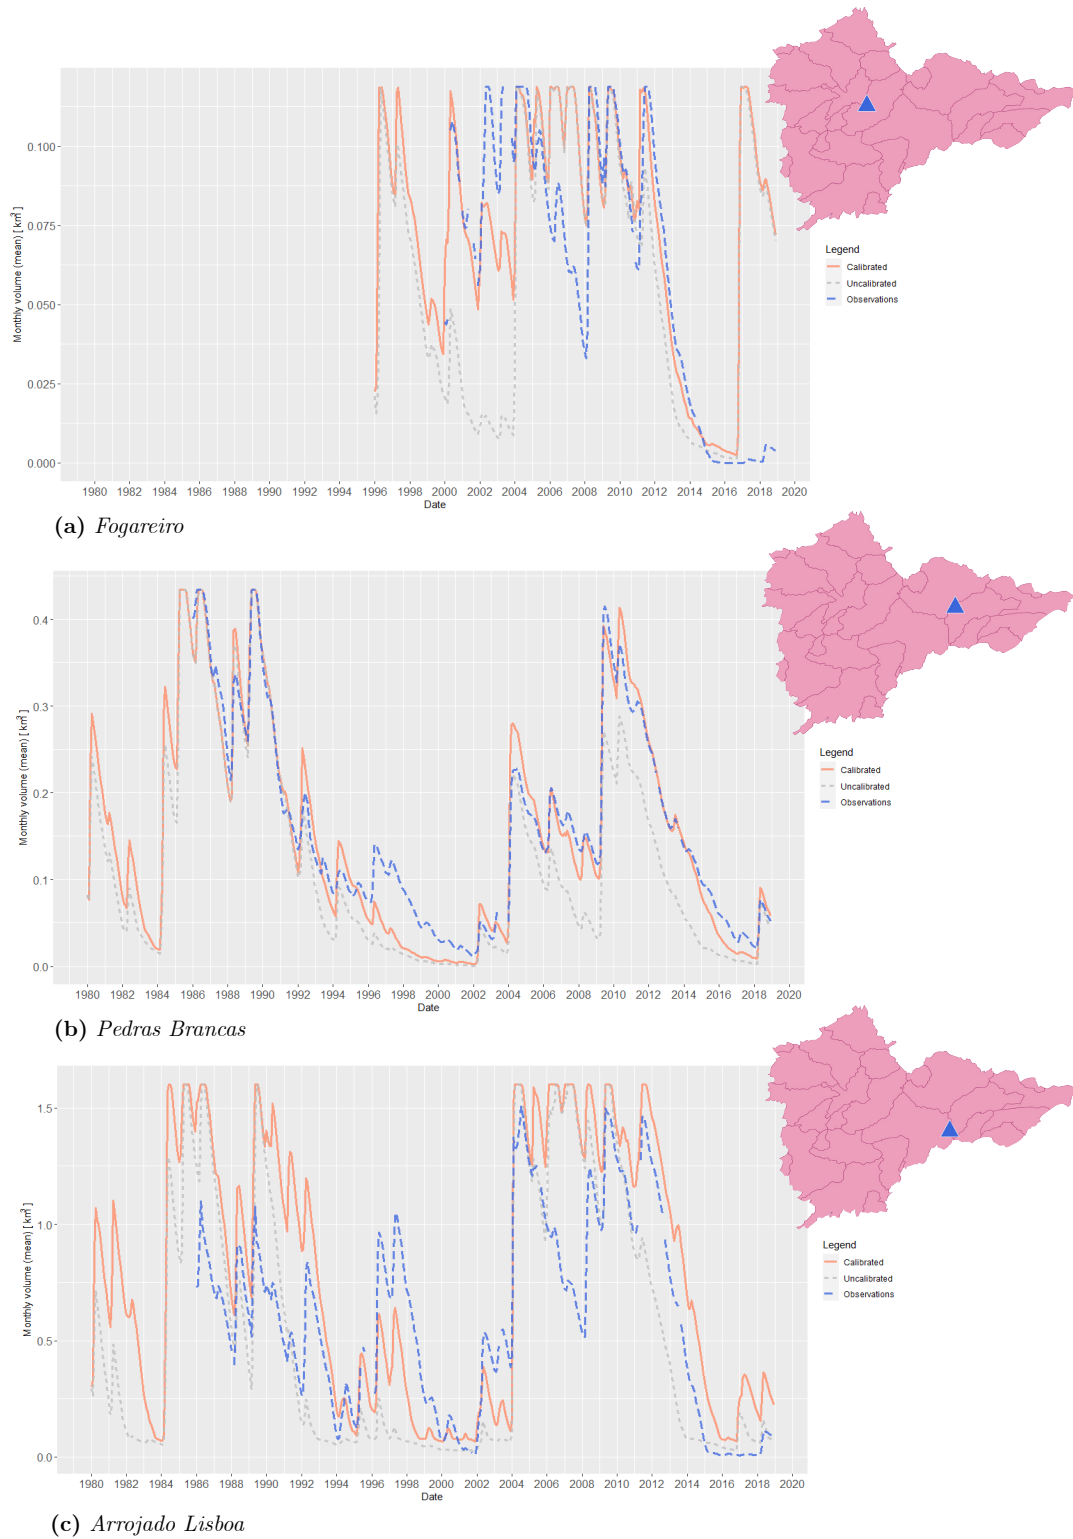 0.100
0.075
0.050
0.025
0.000
Monthly volume (mean) [ km³ ]
1980 1982 1984 1986 1988 1990 1992 1994 1996 1998 2000 2002 2004 2006 2008 2010 2012 2014 2016 2018 2020
Date
Legend
Calibrated
Uncalibrated
Observations
(a) Fogareiro
0.4
0.3
0.2
0.1
0.0
Monthly volume (mean) [ km³ ]
1980 1982 1984 1986 1988 1990 1992 1994 1996 1998 2000 2002 2004 2006 2008 2010 2012 2014 2016 2018 2020
Date
Legend
Calibrated
Uncalibrated
Observations
(b) Pedras Brancas
1.5
1.0
0.5
0.0
Monthly volume (mean) [ km³ ]
1980 1982 1984 1986 1988 1990 1992 1994 1996 1998 2000 2002 2004 2006 2008 2010 2012 2014 2016 2018 2020
Date
Legend
Calibrated
Uncalibrated
Observations
(c) Arrojado Lisboa